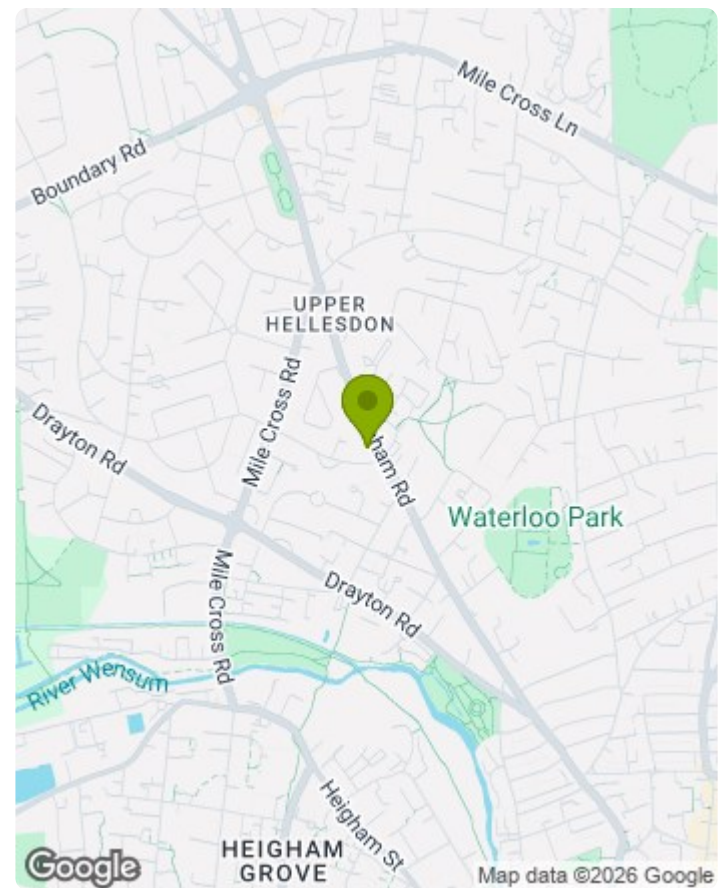 Mile Cross Ln
Boundary Rd
UPPER
HELLESDON
Mile Cross Rd
Drayton Rd
ham Rd
Waterloo Park
Mile Cross Rd
Drayton Rd
River Wensum
Heigham St
HEIGHAM
GROVE
Google
Map data ©2026 Google